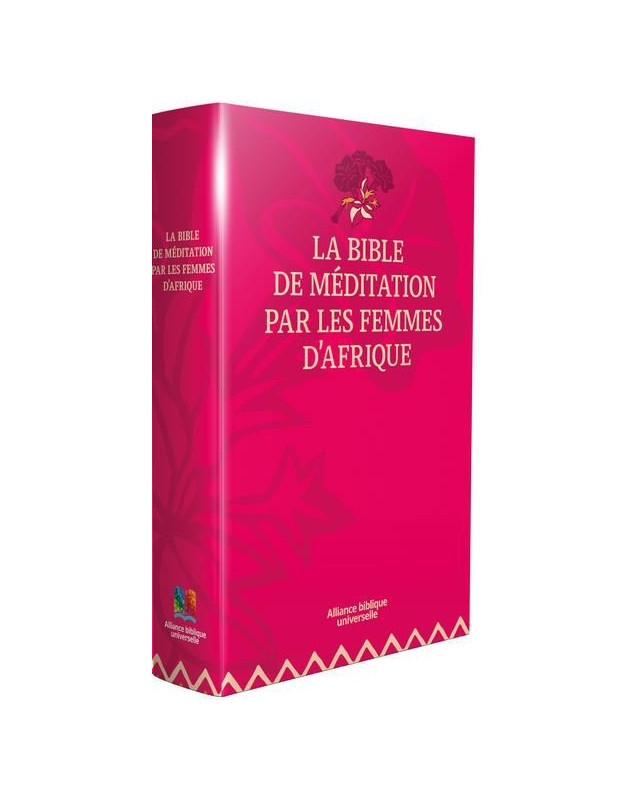 LA BIBLE
DE MÉDITATION
PAR LES FEMMES
D'AFRIQUE
Alliance biblique
universelle
LA BIBLE
DE MÉDITATION
PAR LES FEMMES
D'AFRIQUE
Alliance biblique
universelle